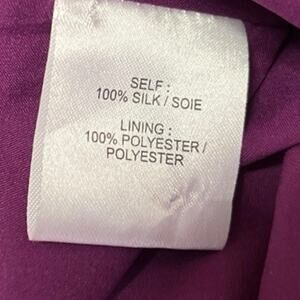 SELF :
100% SILK / SOIE
LINING :
100% POLYESTER /
POLYESTER